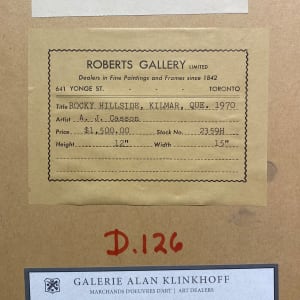 ROBERTS GALLERY LIMITED
Dealers in Fine Paintings and Frames since 1842
641 YONGE ST. - TORONTO
Title ROCKY HILLSIDE, KILMAR, QUE. 1970
Artist A. J. Casson
Price $1,500.00 Stock No. 2359H
Height 12" Width 15"
D.126
GALERIE ALAN KLINKHOFF
MARCHANDS D'OEUVRES D'ART | ART DEALERS